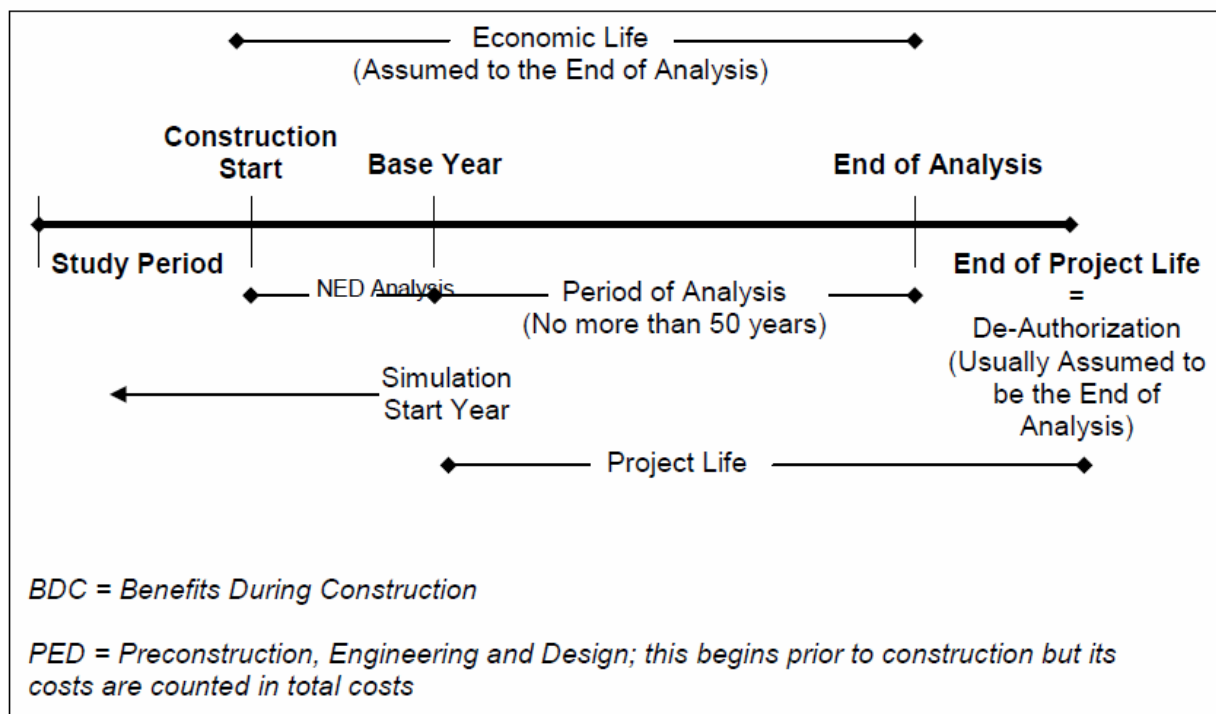 Economic Life
(Assumed to the End of Analysis)
Construction
Start
Base Year
End of Analysis
Study Period
NED Analysis
Period of Analysis
(No more than 50 years)
End of Project Life
=
De-Authorization
(Usually Assumed to
be the End of
Analysis)
Simulation
Start Year
Project Life
BDC = Benefits During Construction
PED = Preconstruction, Engineering and Design; this begins prior to construction but its
costs are counted in total costs